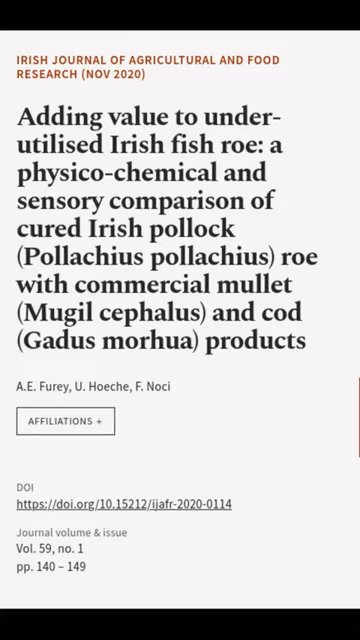 IRISH JOURNAL OF AGRICULTURAL AND FOOD
RESEARCH (NOV 2020)
Adding value to under-
utilised Irish fish roe: a
physico-chemical and
sensory comparison of
cured Irish pollock
(Pollachius pollachius) roe
with commercial mullet
(Mugil cephalus) and cod
(Gadus morhua) products
A.E. Furey, U. Hoeche, F. Noci
AFFILIATIONS +
DOI
https://doi.org/10.15212/ijafr-2020-0114
Journal volume & issue
Vol. 59, no. 1
pp. 140 – 149